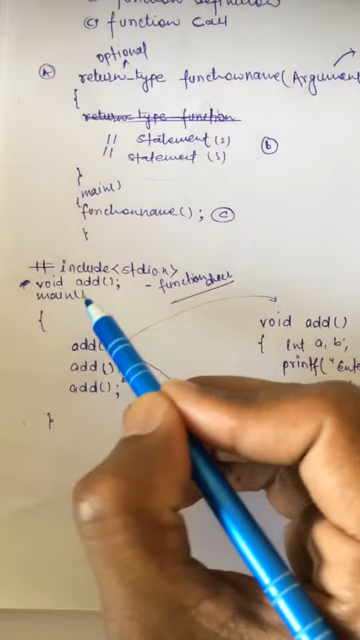 © function call
optional
Ⓐ return-type functionname(Argument
{
return type function
// statement(s) ⓑ
// statement(s)
}
main()
{
functionname(); ©
}
# include<stdio.h>
* void add(); - function decl
main()
{
add(
add()
add();
}
void add()
{ int a, b;
printf("Ente